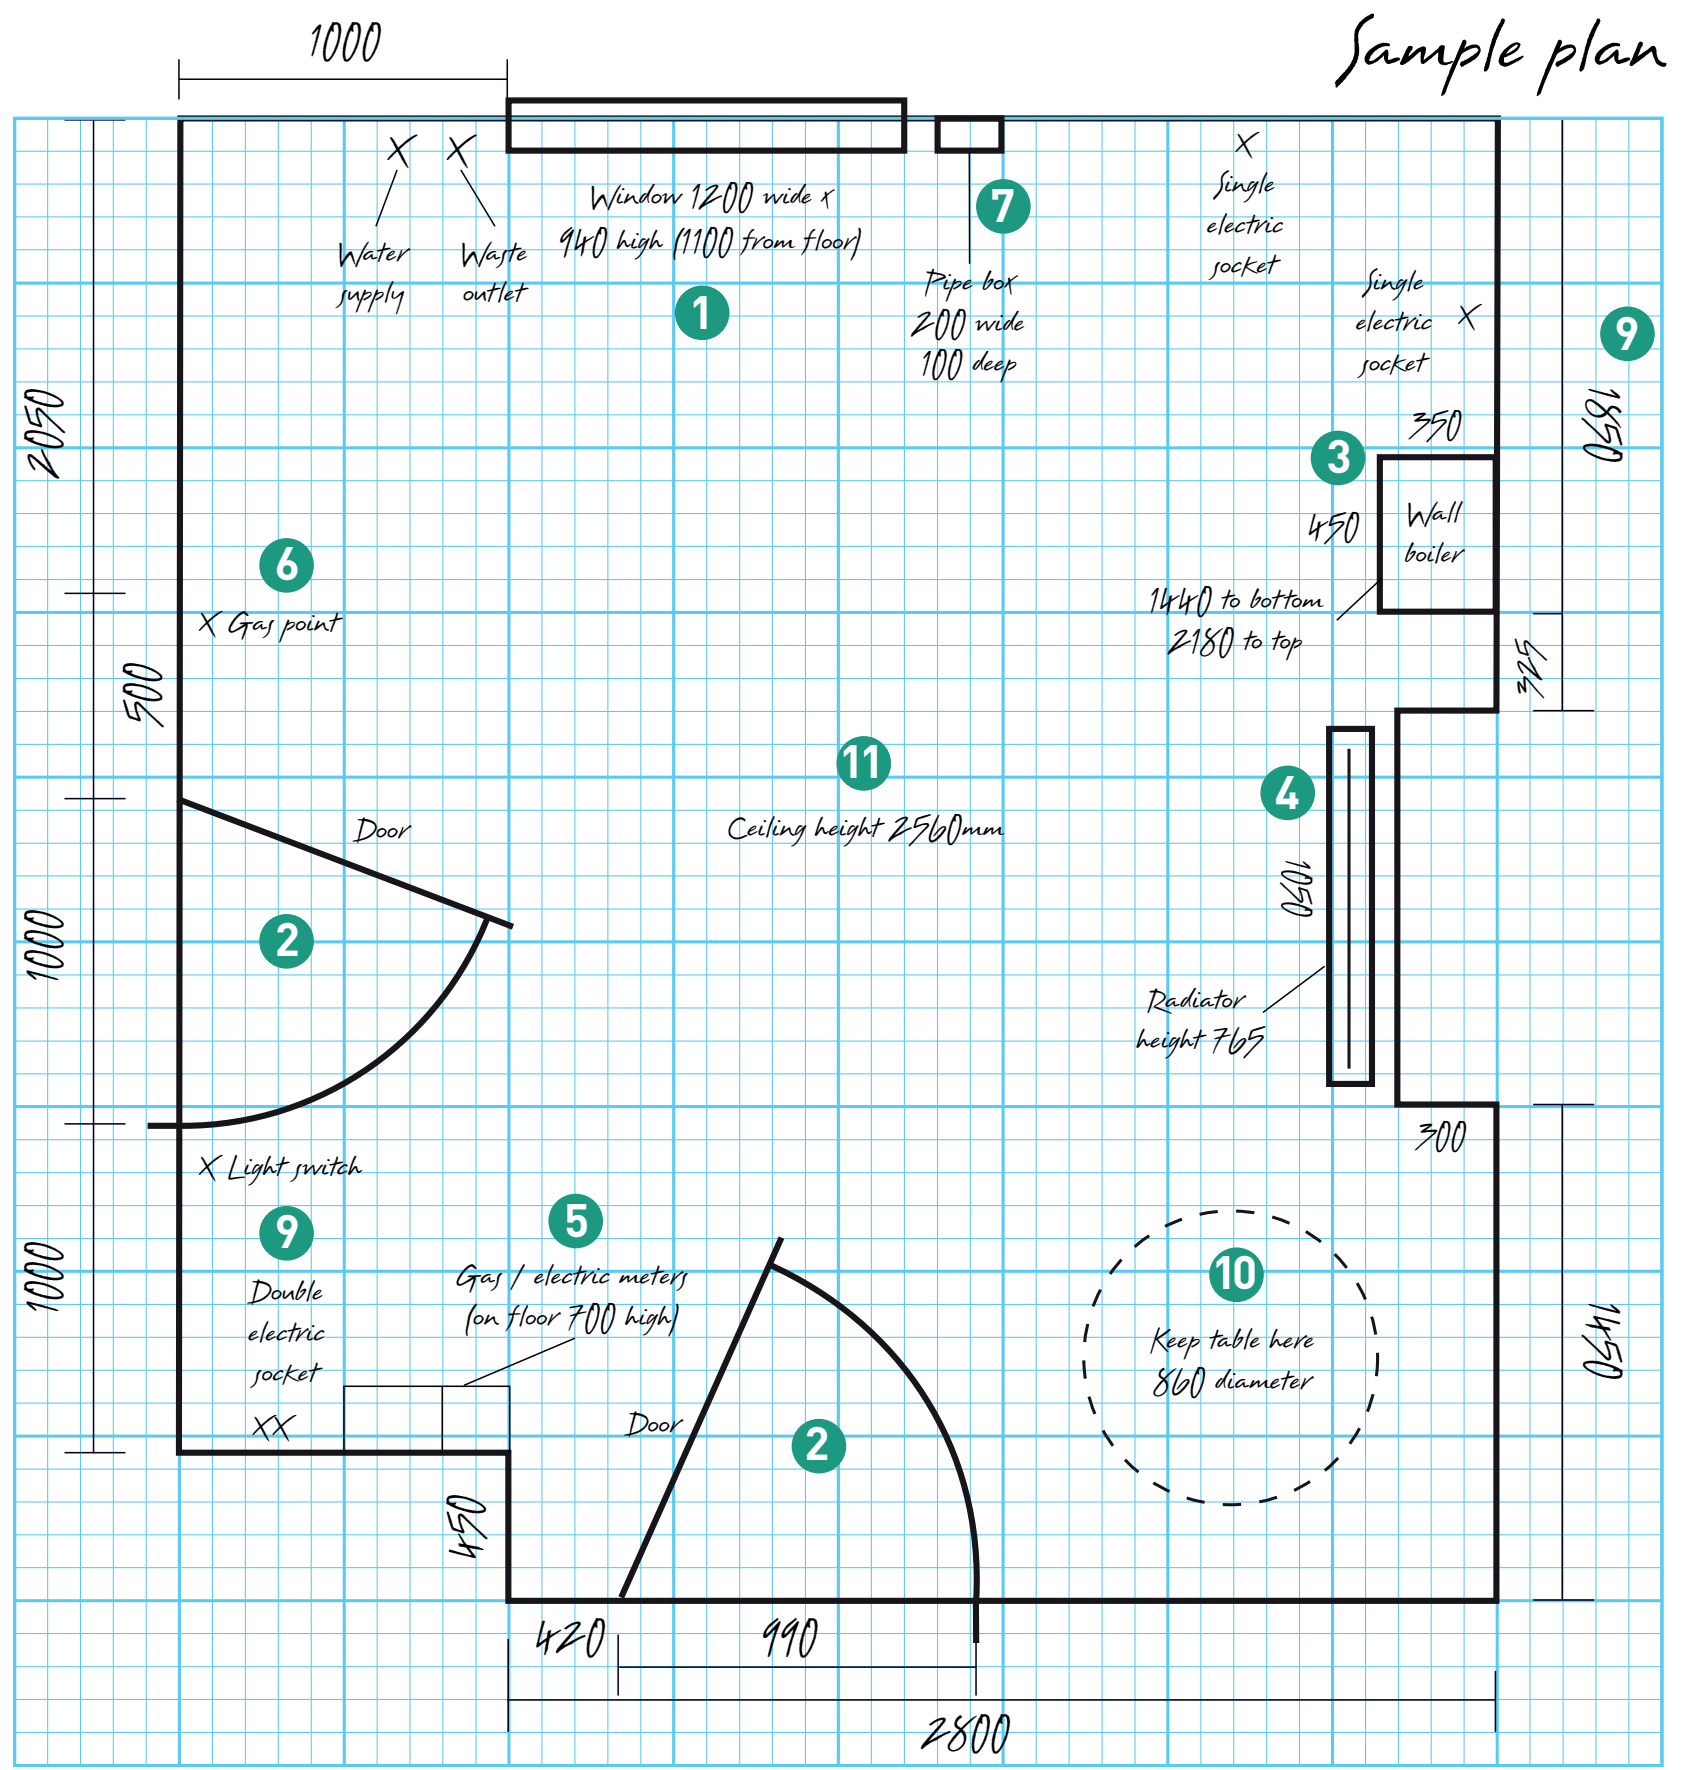 Sample plan
1000
X X
Water
supply
Waste
outlet
Window 1200 wide x
940 high (1100 from floor)
1
7
Pipe box
200 wide
100 deep
X
Single
electric
socket
Single
electric X
socket
9
1850
2050
350
3
450
Wall
boiler
1440 to bottom
2180 to top
325
6
X Gas point
500
11
Ceiling height 2560mm
4
1050
Radiator
height 765
300
Door
2
1000
X Light switch
9
Double
electric
socket
XX
1000
5
Gas / electric meters
(on floor 700 high)
Door
2
10
Keep table here
860 diameter
1450
450
420
990
2800